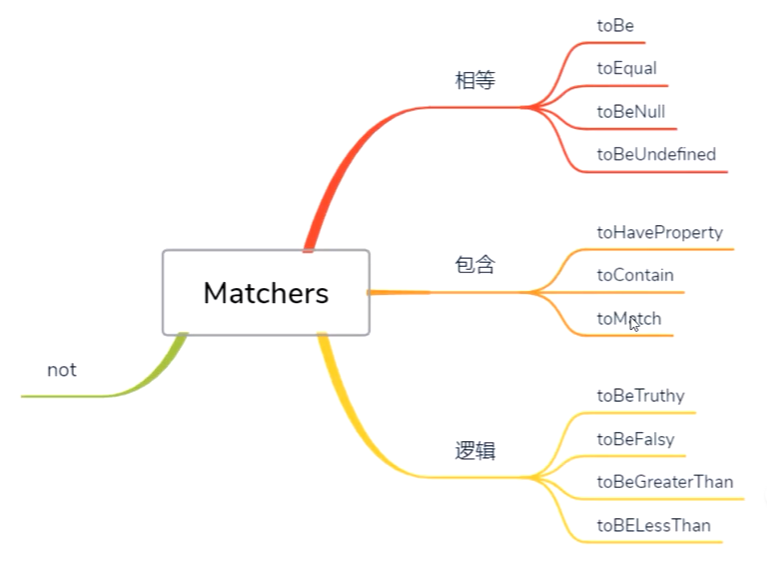 toBe
toEqual
toBeNull
toBeUndefined
相等
toHaveProperty
toContain
toMatch
包含
Matchers
not
toBeTruthy
toBeFalsy
toBeGreaterThan
toBELessThan
逻辑